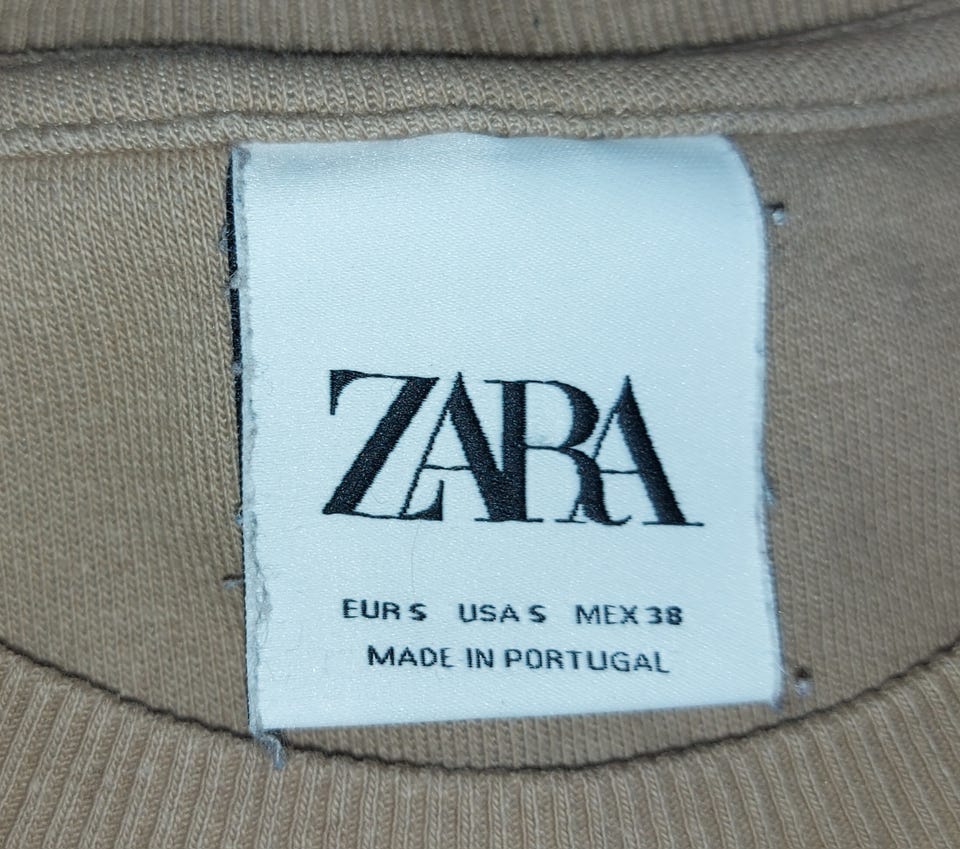 ZARA
EUR S USA S MEX 38
MADE IN PORTUGAL